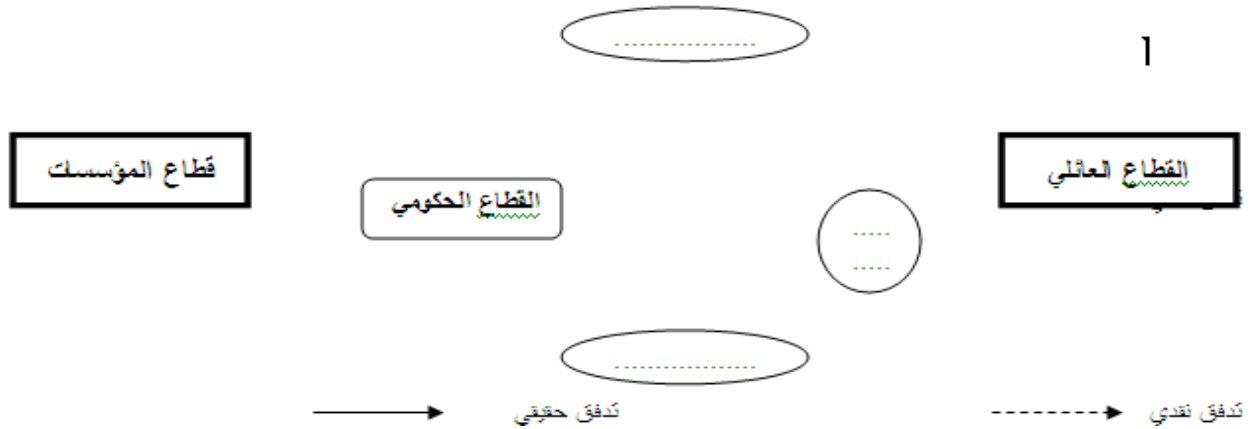 ..................
1
القطاع العائلي
قطاع المؤسسات
القطاع الحكومي
.....
.....
..................
تدفق نقدي
تدفق حقيقي